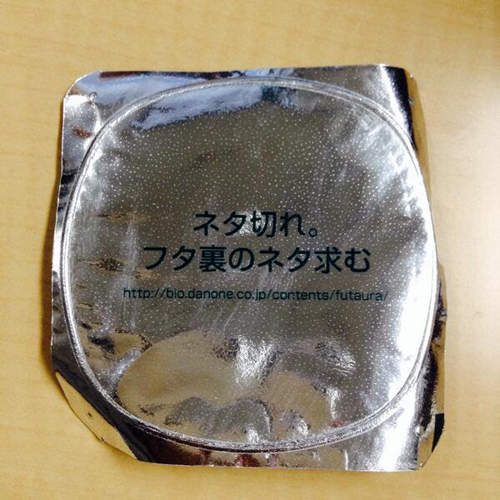 ネタ切れ。
フタ裏のネタ求む
http://bio.danone.co.jp/contents/futaura/